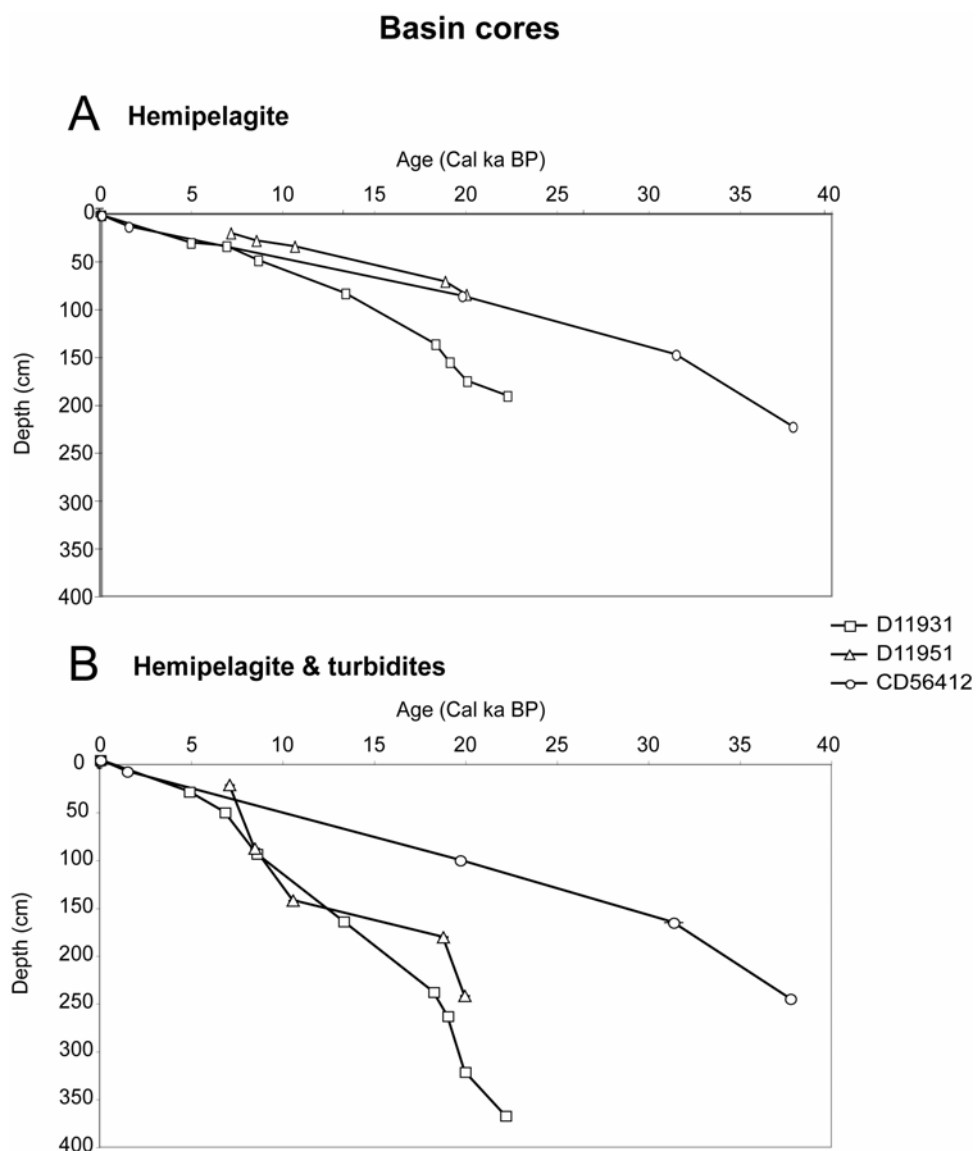 Basin cores
A Hemipelagite
Age (Cal ka BP)
0 5 10 15 20 25 30 35 40
0
50
100
150
200
250
300
350
400
Depth (cm)
D11931
D11951
CD56412
B Hemipelagite & turbidites
Age (Cal ka BP)
0 5 10 15 20 25 30 35 40
0
50
100
150
200
250
300
350
400
Depth (cm)